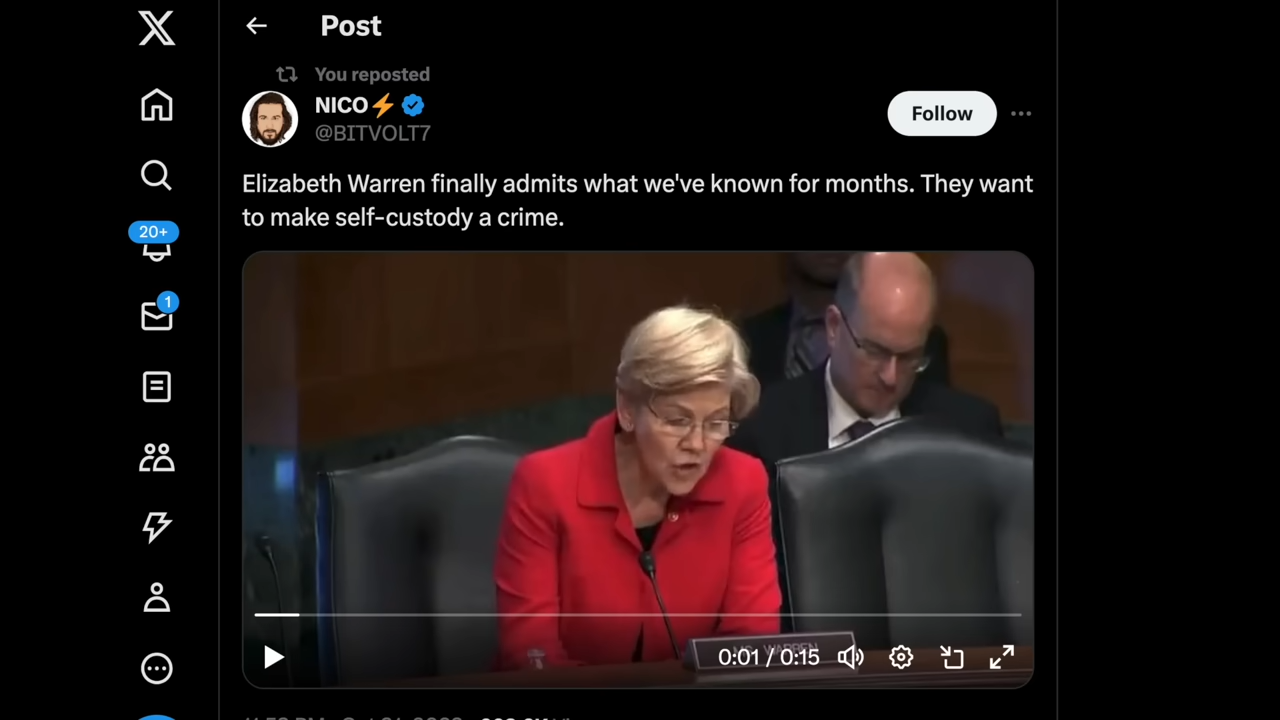 Post
You reposted
NICO⚡
@BITVOLT7
Follow
Elizabeth Warren finally admits what we've known for months. They want
to make self-custody a crime.
20+
1
WARREN
0:01 / 0:15